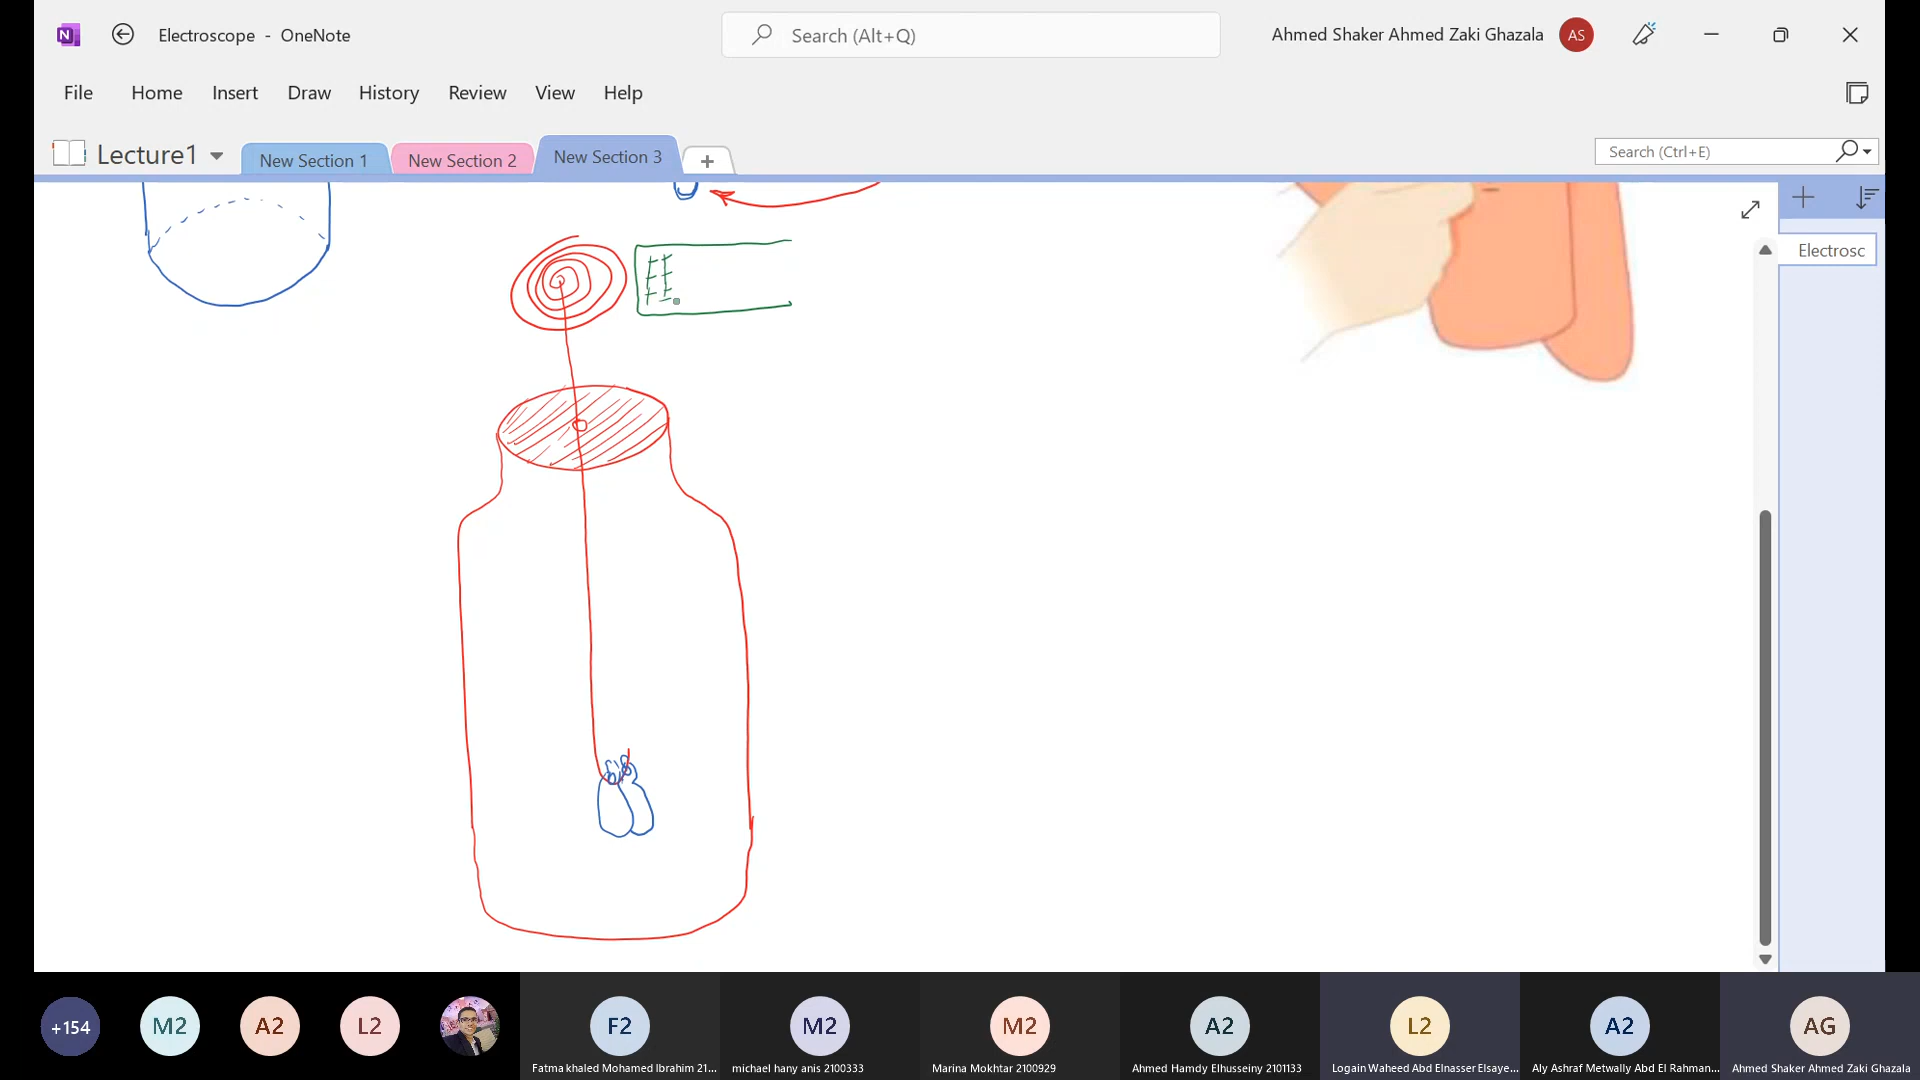 Electroscope - OneNote
Search (Alt+Q)
Ahmed Shaker Ahmed Zaki Ghazala
AS
File Home Insert Draw History Review View Help
Lecture1
New Section 1
New Section 2
New Section 3
Search (Ctrl+E)
Electrosc
+154
M2
A2
L2
F2
M2
M2
A2
L2
A2
AG
Fatma khaled Mohamed Ibrahim 21...
michael hany anis 2100333
Marina Mokhtar 2100929
Ahmed Hamdy Elhusseiny 2101133
Logain Waheed Abd Elnasser Elsaye...
Aly Ashraf Metwally Abd El Rahman...
Ahmed Shaker Ahmed Zaki Ghazala